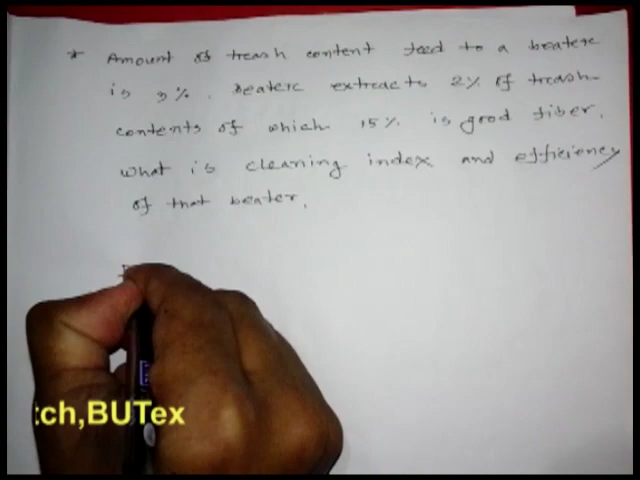 * Amount of trash content feed to a beater
is 3%. Beater extracts 2% of trash
contents of which 15% is good fiber.
What is cleaning index and efficiency
of that beater.
tch,BUTex